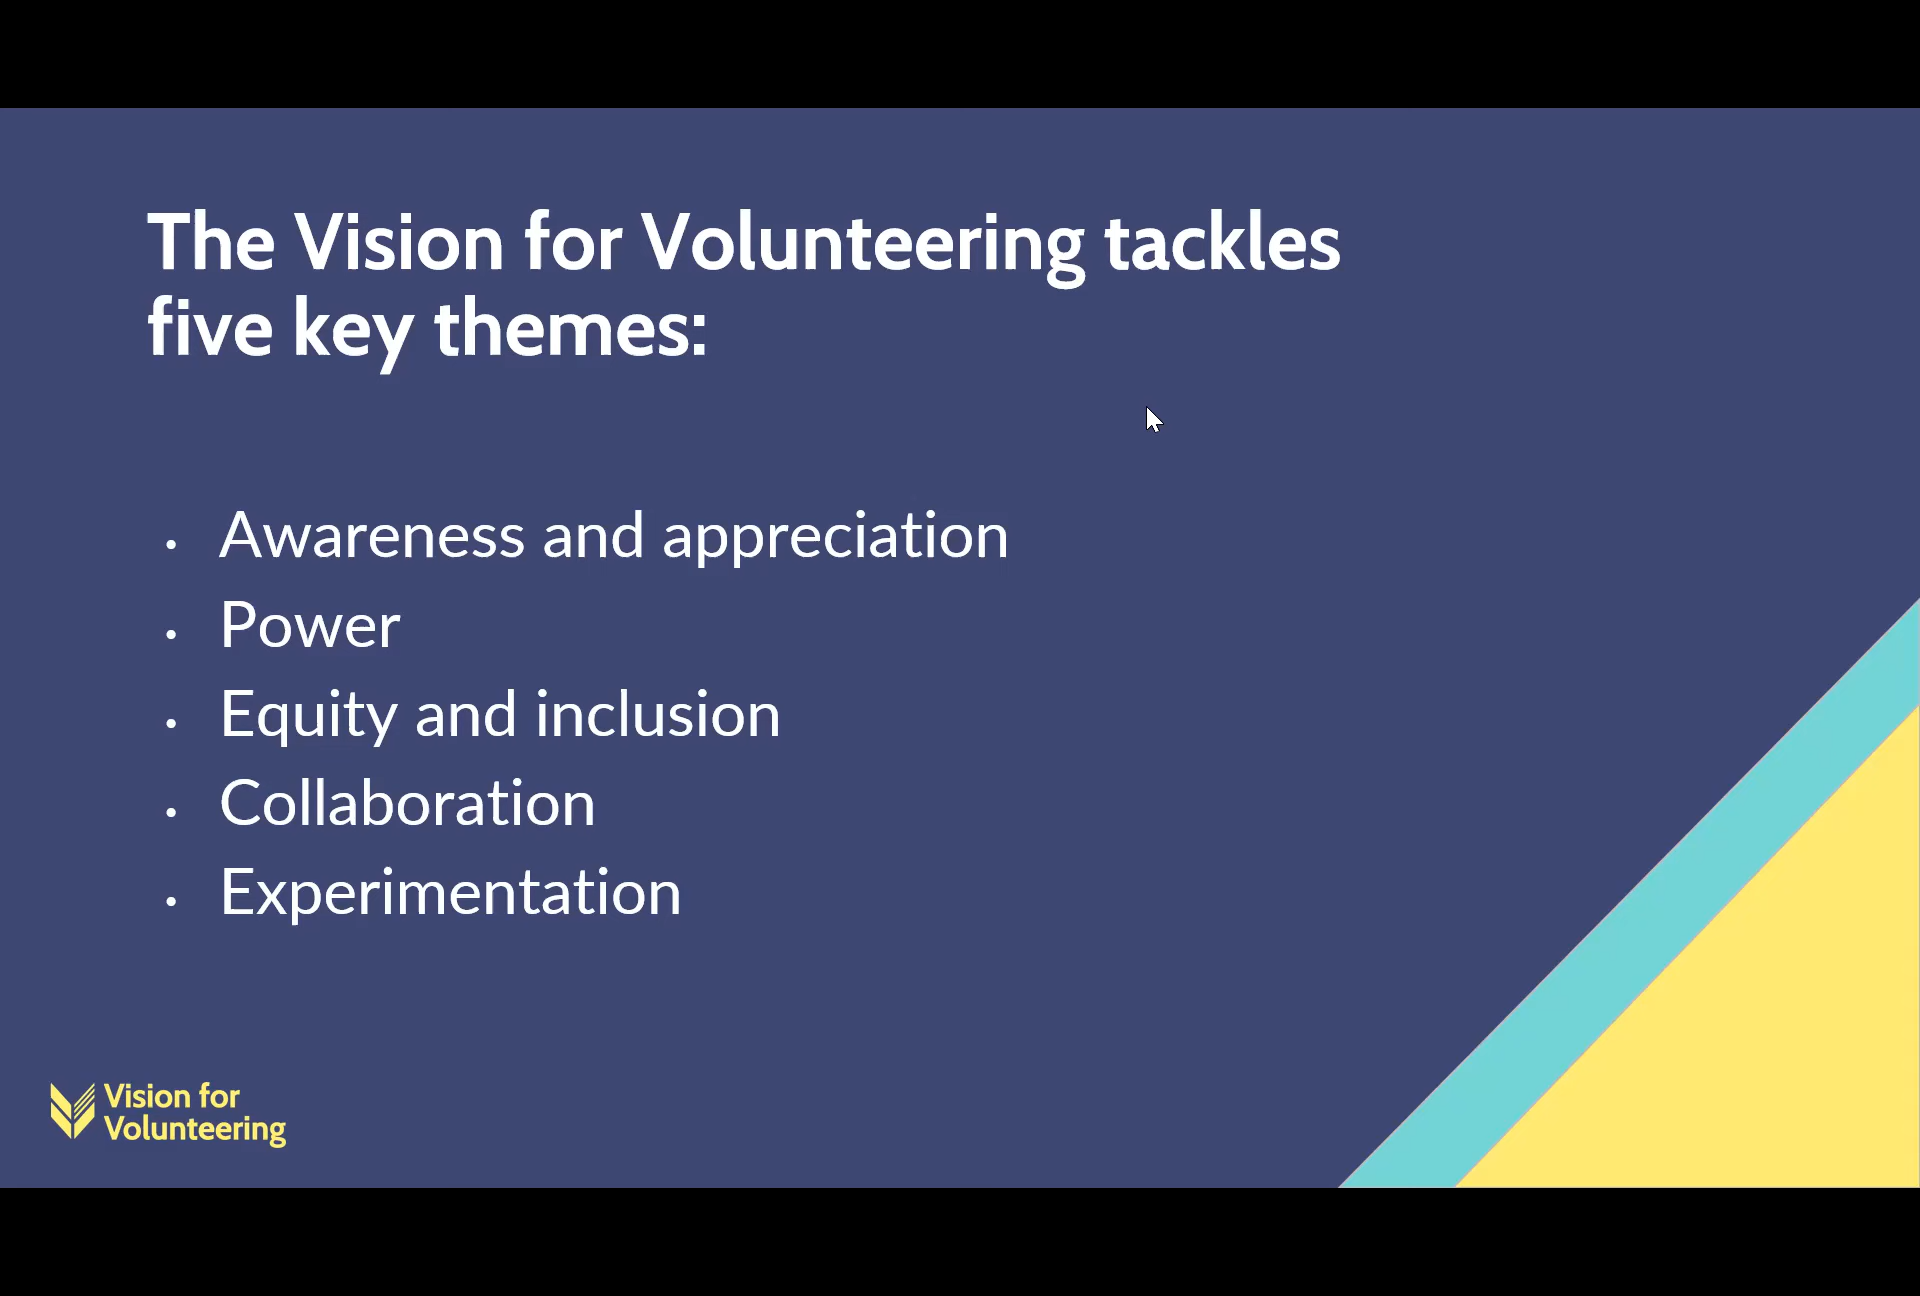 The Vision for Volunteering tackles
five key themes:
• Awareness and appreciation
• Power
• Equity and inclusion
• Collaboration
• Experimentation
Vision for
Volunteering